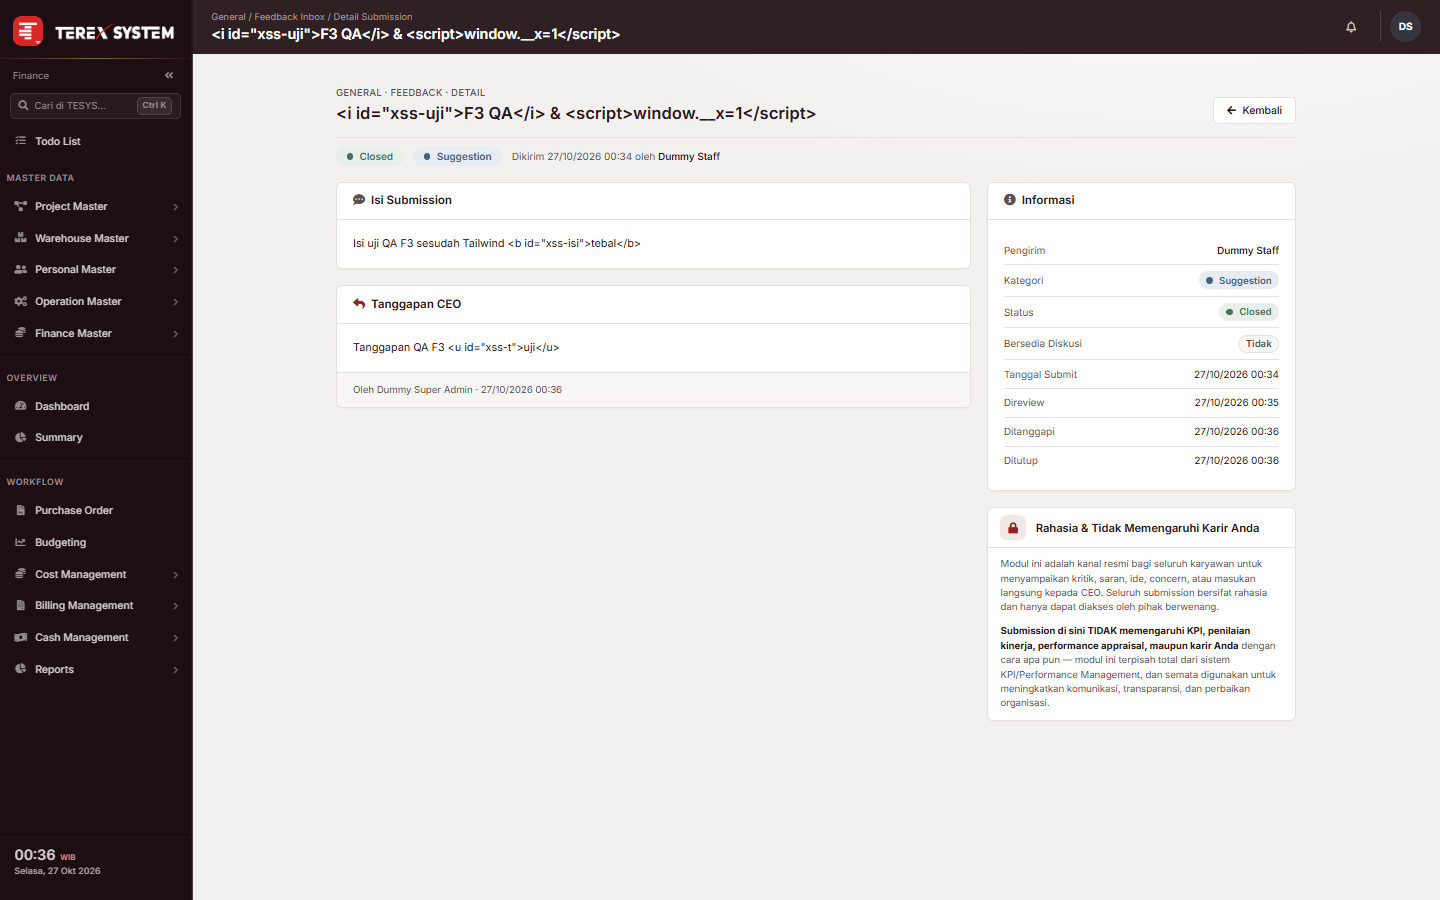 TEREX SYSTEM
Finance
Cari di TESYS...
Ctrl K
Todo List
MASTER DATA
Project Master
Warehouse Master
Personal Master
Operation Master
Finance Master
OVERVIEW
Dashboard
Summary
WORKFLOW
Purchase Order
Budgeting
Cost Management
Billing Management
Cash Management
Reports
00:36 WIB
Selasa, 27 Okt 2026
General / Feedback Inbox / Detail Submission
<i id="xss-uji">F3 QA</i> & <script>window.__x=1</script>
DS
GENERAL · FEEDBACK · DETAIL
<i id="xss-uji">F3 QA</i> & <script>window.__x=1</script>
Kembali
Closed
Suggestion
Dikirim 27/10/2026 00:34 oleh Dummy Staff
Isi Submission
Isi uji QA F3 sesudah Tailwind <b id="xss-isi">tebal</b>
Tanggapan CEO
Tanggapan QA F3 <u id="xss-t">uji</u>
Oleh Dummy Super Admin · 27/10/2026 00:36
Informasi
Pengirim Dummy Staff
Kategori Suggestion
Status Closed
Bersedia Diskusi Tidak
Tanggal Submit 27/10/2026 00:34
Direview 27/10/2026 00:35
Ditanggapi 27/10/2026 00:36
Ditutup 27/10/2026 00:36
Rahasia & Tidak Memengaruhi Karir Anda
Modul ini adalah kanal resmi bagi seluruh karyawan untuk
menyampaikan kritik, saran, ide, concern, atau masukan
langsung kepada CEO. Seluruh submission bersifat rahasia
dan hanya dapat diakses oleh pihak berwenang.
Submission di sini TIDAK memengaruhi KPI, penilaian
kinerja, performance appraisal, maupun karir Anda dengan
cara apa pun — modul ini terpisah total dari sistem
KPI/Performance Management, dan semata digunakan untuk
meningkatkan komunikasi, transparansi, dan perbaikan
organisasi.